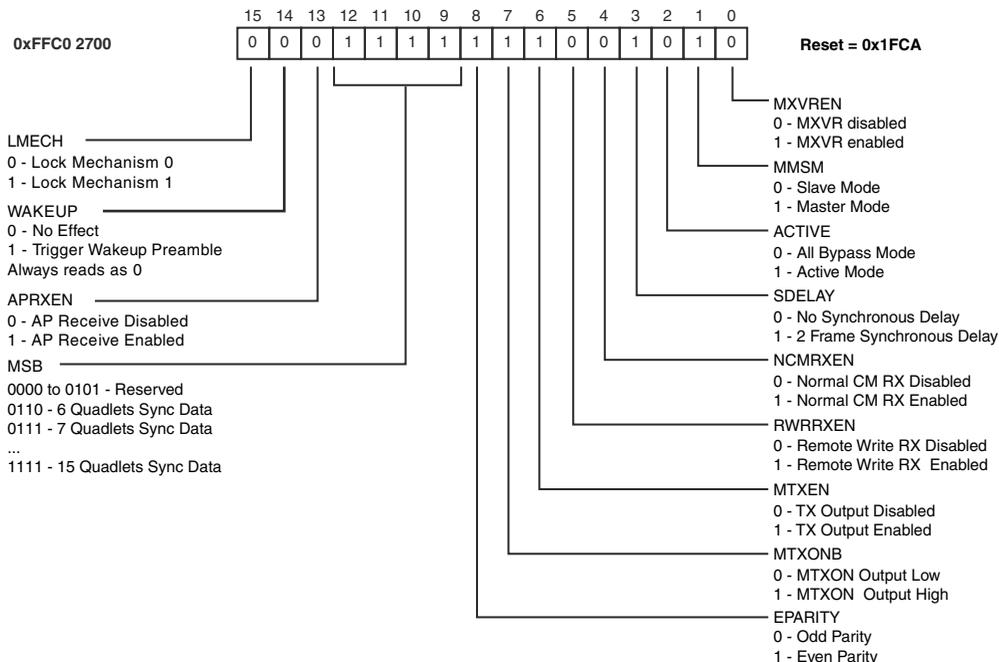 15 14 13 12 11 10 9 8 7 6 5 4 3 2 1 0
0xFFC0 2700
0 0 0 1 1 1 1 1 1 1 0 0 1 0 1 0
Reset = 0x1FCA
LMECH
0 - Lock Mechanism 0
1 - Lock Mechanism 1
WAKEUP
0 - No Effect
1 - Trigger Wakeup Preamble
Always reads as 0
APRXEN
0 - AP Receive Disabled
1 - AP Receive Enabled
MSB
0000 to 0101 - Reserved
0110 - 6 Quadlets Sync Data
0111 - 7 Quadlets Sync Data
...
1111 - 15 Quadlets Sync Data
MXVREN
0 - MXVR disabled
1 - MXVR enabled
MMSM
0 - Slave Mode
1 - Master Mode
ACTIVE
0 - All Bypass Mode
1 - Active Mode
SDELAY
0 - No Synchronous Delay
1 - 2 Frame Synchronous Delay
NCMRXEN
0 - Normal CM RX Disabled
1 - Normal CM RX Enabled
RWRRXEN
0 - Remote Write RX Disabled
1 - Remote Write RX Enabled
MTXEN
0 - TX Output Disabled
1 - TX Output Enabled
MTXONB
0 - MTXON Output Low
1 - MTXON Output High
EPARITY
0 - Odd Parity
1 - Even Parity